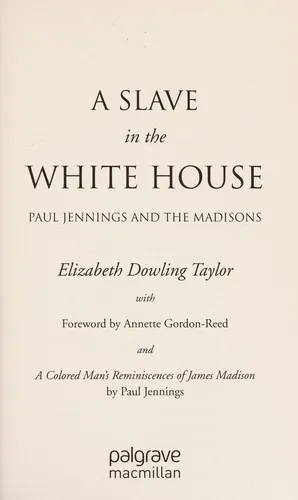 A SLAVE
in the
WHITE HOUSE
PAUL JENNINGS AND THE MADISONS
Elizabeth Dowling Taylor
with
Foreword by Annette Gordon-Reed
and
A Colored Man's Reminiscences of James Madison
by Paul Jennings
palgrave
macmillan